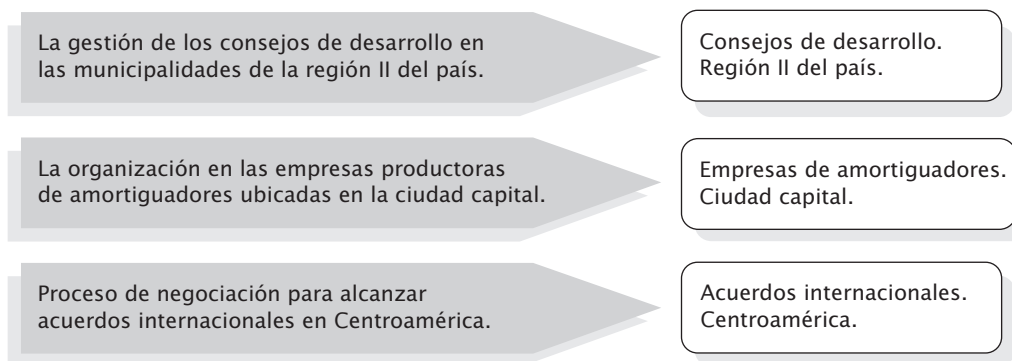 La gestión de los consejos de desarrollo en
las municipalidades de la región II del país.
Consejos de desarrollo.
Región II del país.
La organización en las empresas productoras
de amortiguadores ubicadas en la ciudad capital.
Empresas de amortiguadores.
Ciudad capital.
Proceso de negociación para alcanzar
acuerdos internacionales en Centroamérica.
Acuerdos internacionales.
Centroamérica.